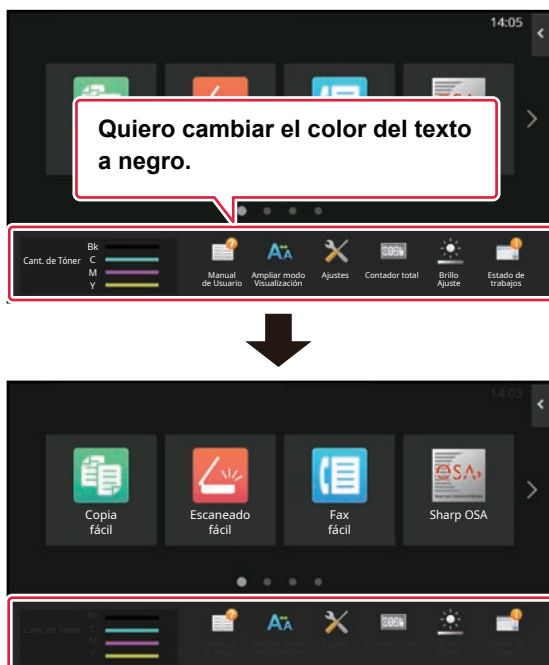 14:05
Quiero cambiar el color del texto
a negro.
Bk
Cant. de Tóner C
M
Y
Manual
de Usuario
Ampliar modo
Visualización
Ajustes
Contador total
Brillo
Ajuste
Estado de
trabajos
14:03
Copia
fácil
Escaneado
fácil
Fax
fácil
OSA
Sharp OSA
Bk
Cant. de Tóner C
M
Y